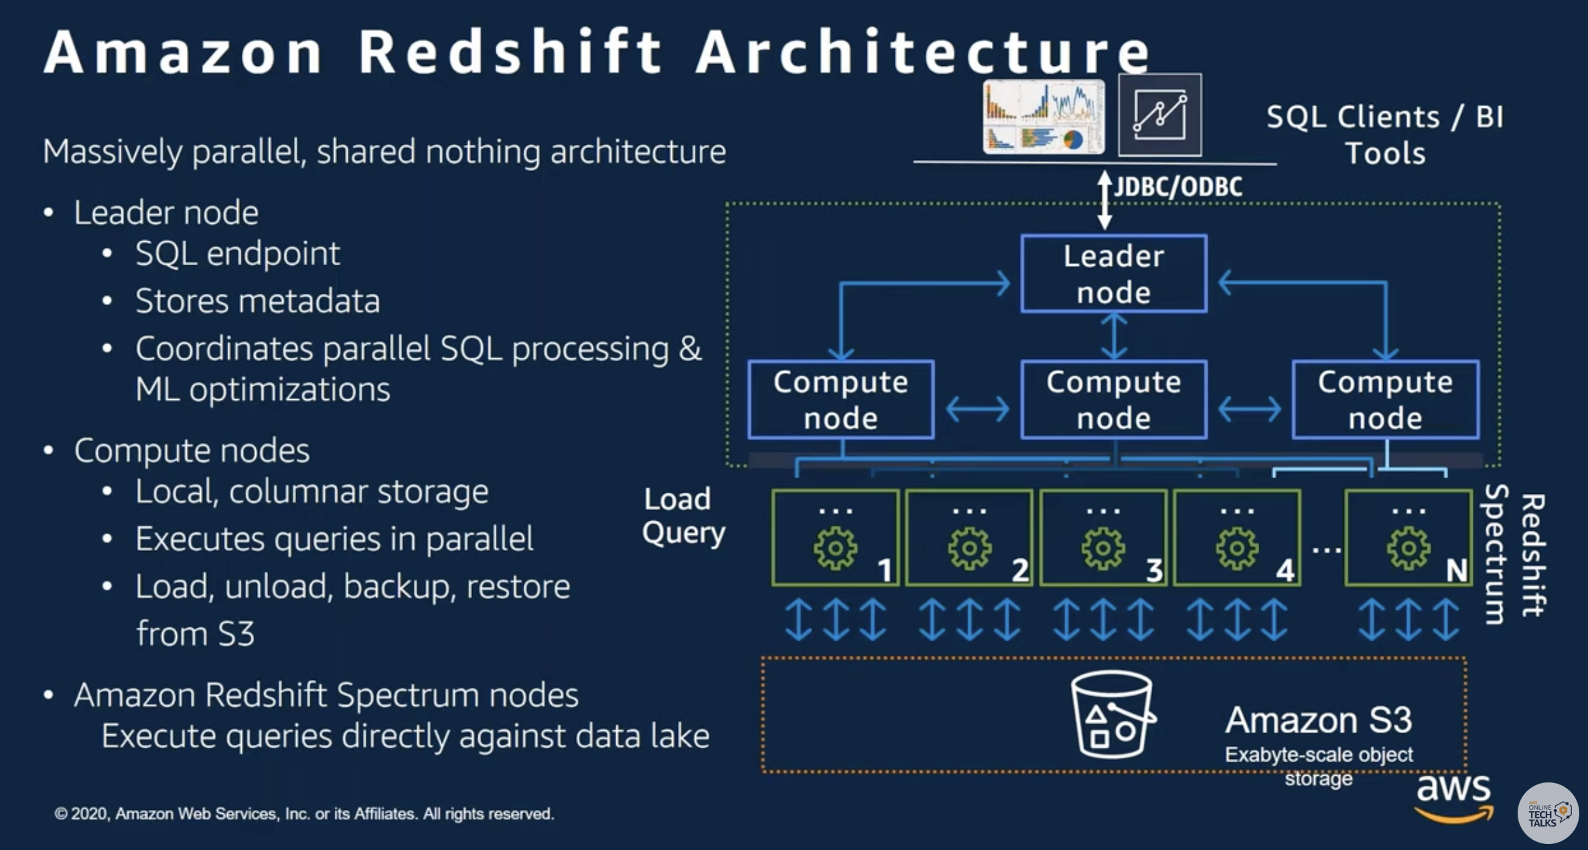 Amazon Redshift Architecture
SQL Clients / BI
Tools
Massively parallel, shared nothing architecture
JDBC/ODBC
• Leader node
• SQL endpoint
• Stores metadata
• Coordinates parallel SQL processing &
ML optimizations
• Compute nodes
• Local, columnar storage
• Executes queries in parallel
• Load, unload, backup, restore
from S3
• Amazon Redshift Spectrum nodes
Execute queries directly against data lake
Leader
node
Compute
node
Compute
node
Compute
node
Load
Query
... 1
... 2
... 3
... 4
...
... N
Redshift
Spectrum
Amazon S3
Exabyte-scale object
storage
© 2020, Amazon Web Services, Inc. or its Affiliates. All rights reserved.
aws
AWS
ONLINE
TECH
TALKS